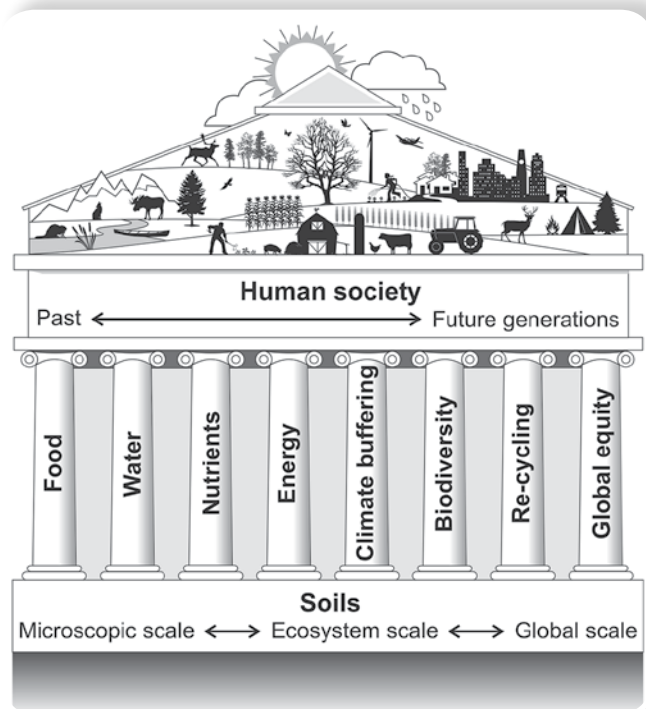 Human society
Past Future generations
Food
Water
Nutrients
Energy
Climate buffering
Biodiversity
Re-cycling
Global equity
Soils
Microscopic scale Ecosystem scale Global scale